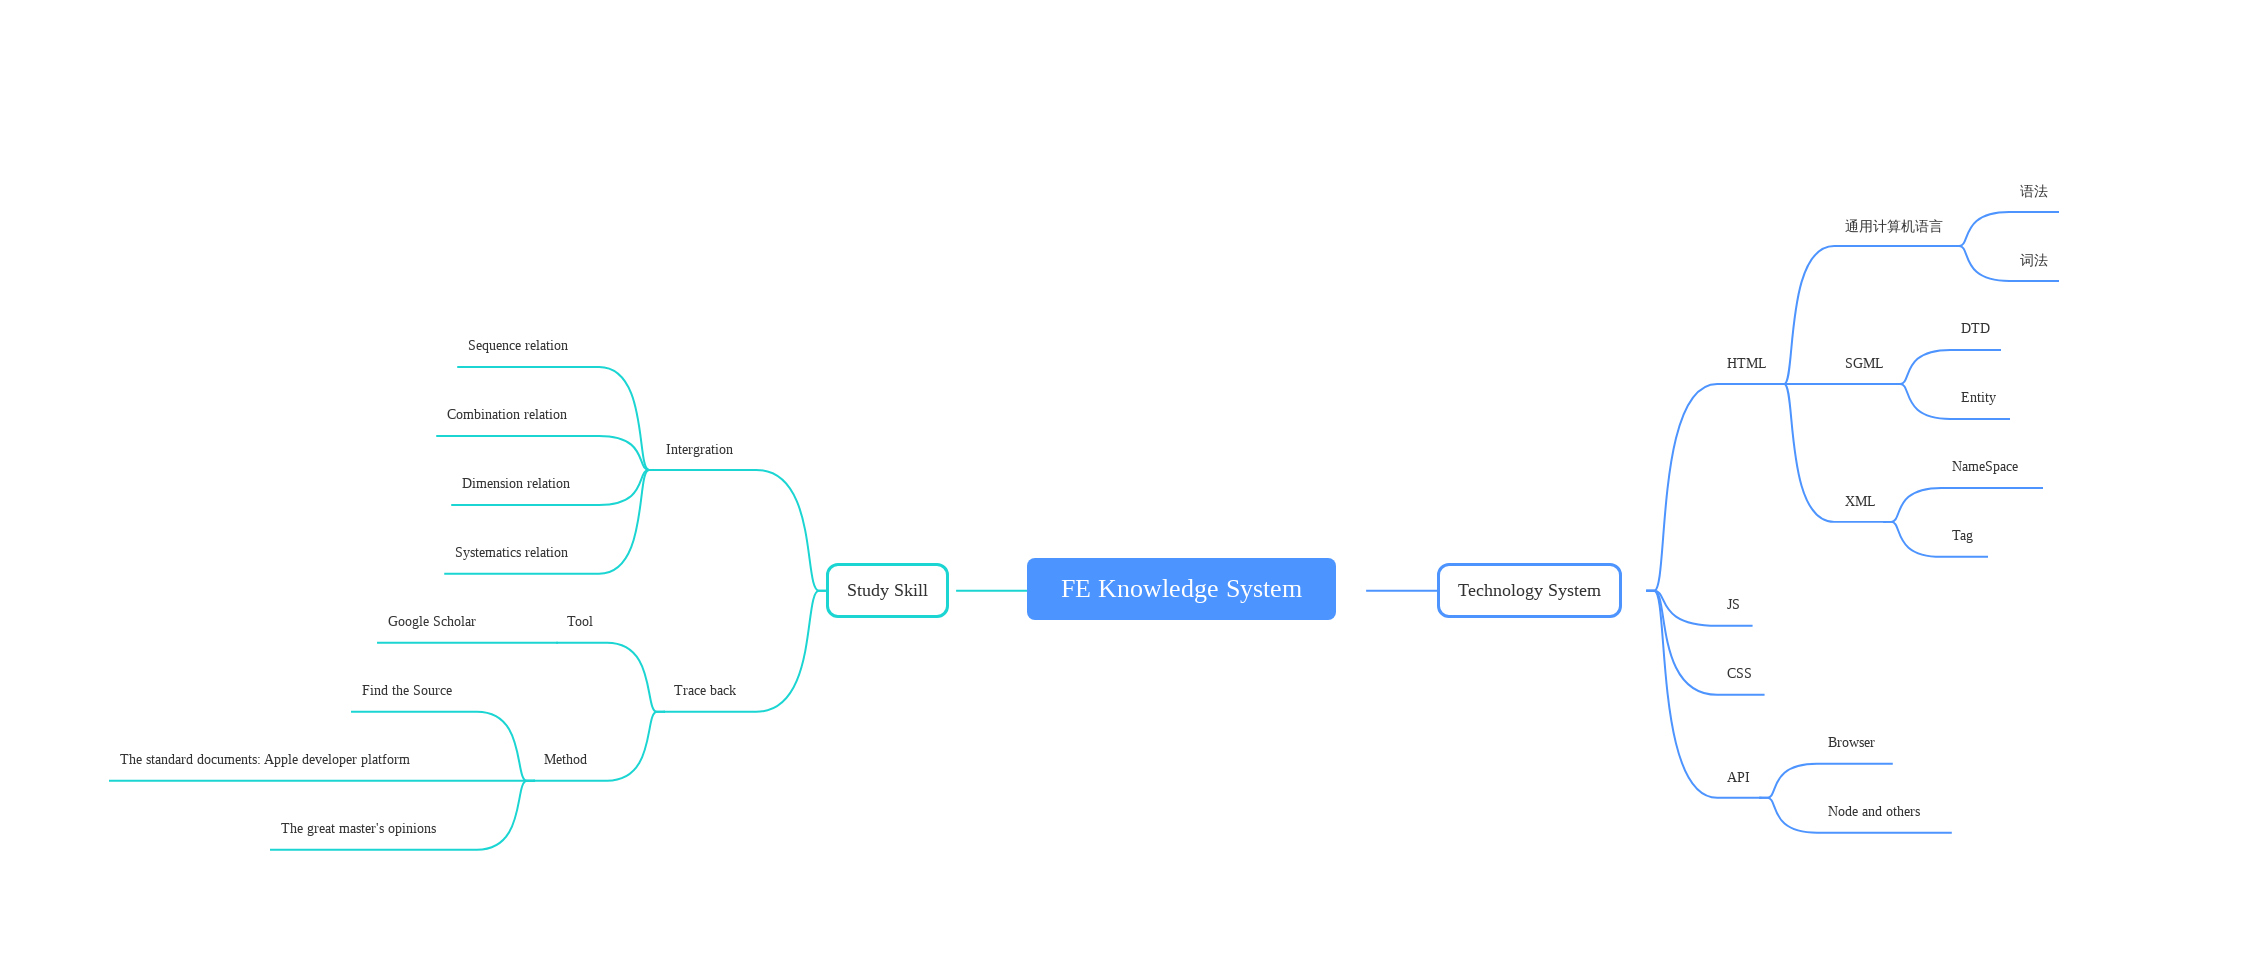 FE Knowledge System
Study Skill
Intergration
Sequence relation
Combination relation
Dimension relation
Systematics relation
Trace back
Tool
Google Scholar
Method
Find the Source
The standard documents: Apple developer platform
The great master's opinions
Technology System
HTML
通用计算机语言
语法
词法
SGML
DTD
Entity
XML
NameSpace
Tag
JS
CSS
API
Browser
Node and others